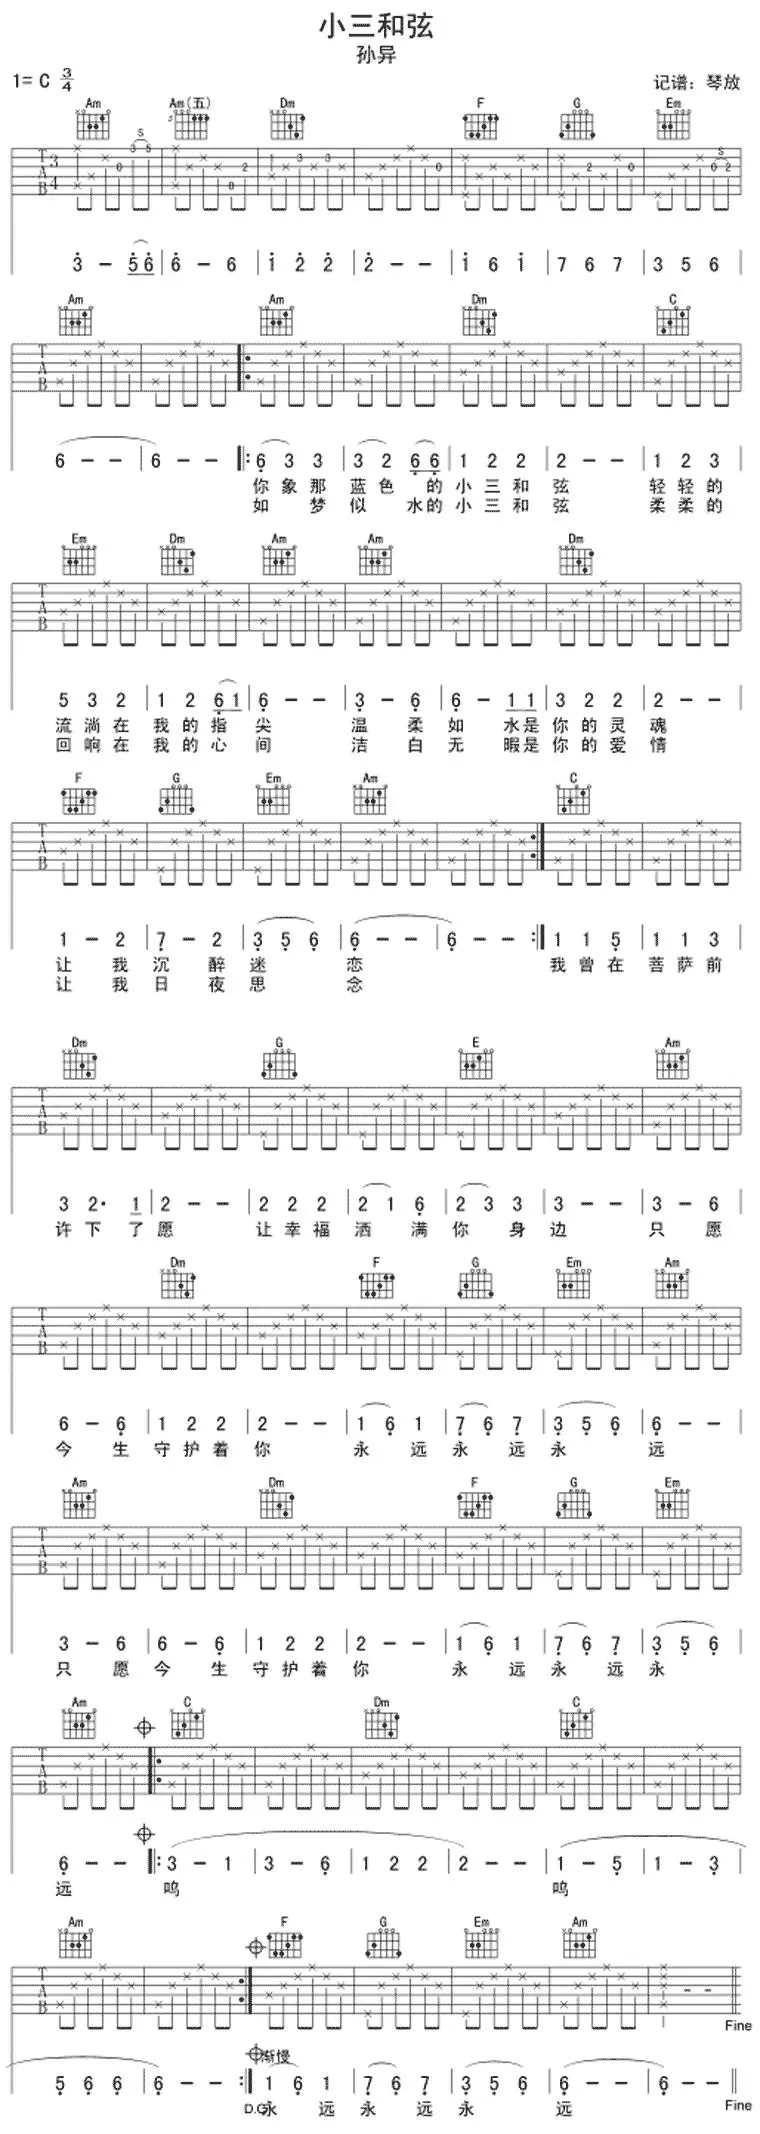 小三和弦
孙异
1= C 3/4
记谱：琴放
Am Am(五) Dm F G Em
3 - 5 6 | 6 - 6 | 1 2 2 | 2 - - | 1 6 1 | 7 6 7 | 3 5 6 |
Am Am Dm C
6 - - | 6 - - |: 6 3 3 | 3 2 6 6 | 1 2 2 | 2 - - | 1 2 3 |
你象那蓝色的小三和弦 轻轻的
如梦似水的小三和弦 柔柔的
Em Dm Am Am Dm
5 3 2 | 1 2 6 1 | 6 - - | 3 - 6 | 6 - 1 1 | 3 2 2 | 2 - - |
流淌在我的指尖 温柔如水是你的灵魂
回响在我的心间 洁白无暇是你的爱情
F G Em Am C
1 - 2 | 7 - 2 | 3 5 6 | 6 - - | 6 - - :| 1 1 5 | 1 1 3 |
让我沉醉迷恋 我曾在菩萨前
让我日夜思念
Dm G E Am
3 2· 1 | 2 - - | 2 2 2 | 2 1 6 | 2 3 3 | 3 - - | 3 - 6 |
许下了愿 让幸福洒满你身边 只愿
Dm F G Em Am
6 - 6 | 1 2 2 | 2 - - | 1 6 1 | 7 6 7 | 3 5 6 | 6 - - |
今生守护着你 永远永远永远
Am Dm F G Em
3 - 6 | 6 - 6 | 1 2 2 | 2 - - | 1 6 1 | 7 6 7 | 3 5 6 |
只愿今生守护着你 永远永远永
Am C Dm C
6 - - |: 3 - 1 | 3 - 6 | 1 2 2 | 2 - - | 1 - 5 | 1 - 3 |
远 呜 呜
Am F G Em Am
Fine
渐慢
5 6 6 | 6 - - :| 1 6 1 | 7 6 7 | 3 5 6 | 6 - - | 6 - - ||
D.C. 永远永远永远 Fine